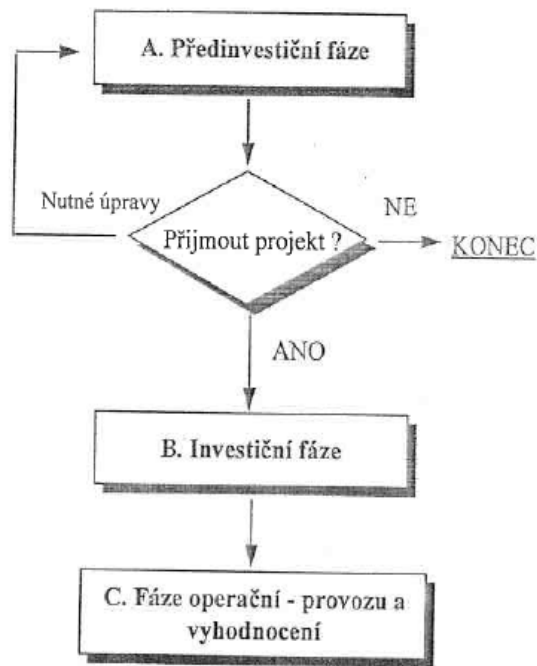 A. Předinvestiční fáze
Nutné úpravy
Přijmout projekt ?
NE
KONEC
ANO
B. Investiční fáze
C. Fáze operační - provozu a
vyhodnocení